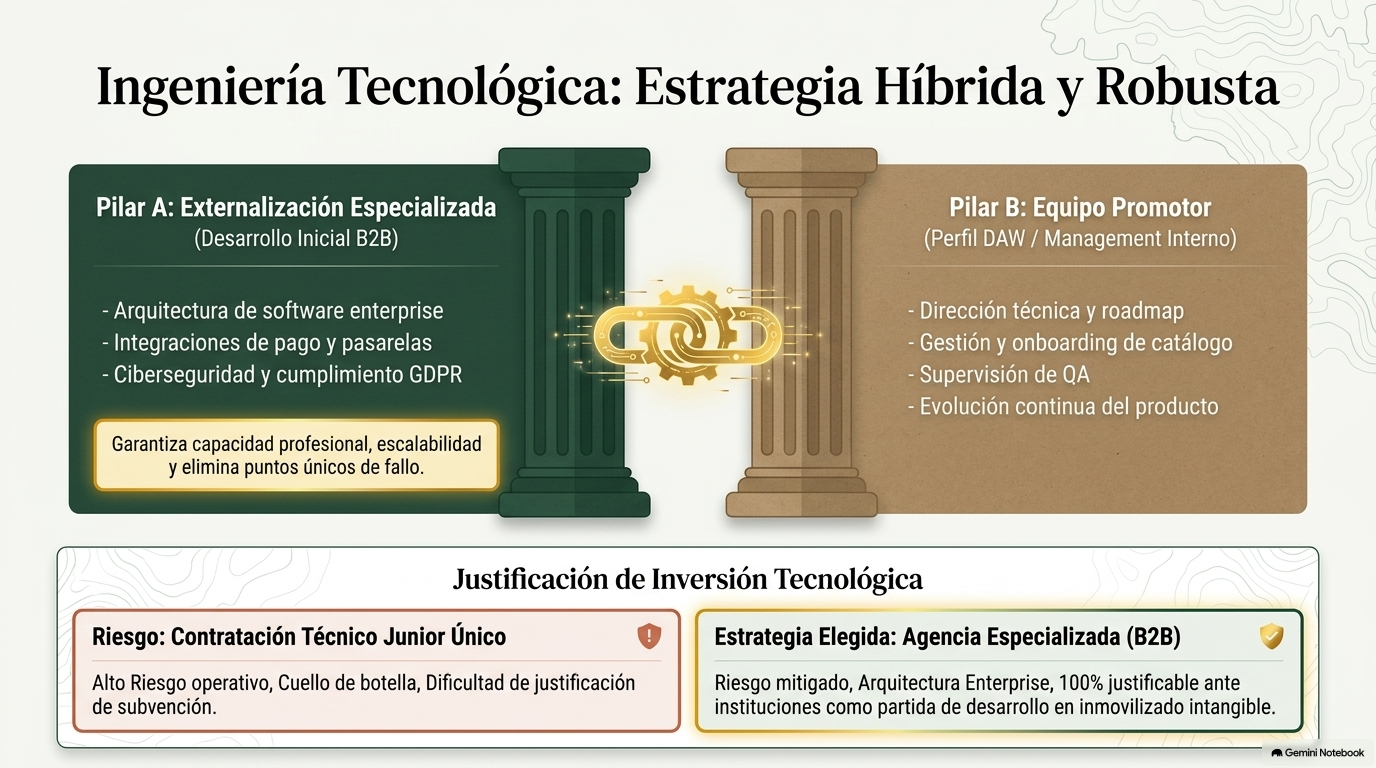 Ingeniería Tecnológica: Estrategia Híbrida y Robusta
Pilar A: Externalización Especializada
(Desarrollo Inicial B2B)
- Arquitectura de software enterprise
- Integraciones de pago y pasarelas
- Ciberseguridad y cumplimiento GDPR
Garantiza capacidad profesional, escalabilidad
y elimina puntos únicos de fallo.
Pilar B: Equipo Promotor
(Perfil DAW / Management Interno)
- Dirección técnica y roadmap
- Gestión y onboarding de catálogo
- Supervisión de QA
- Evolución continua del producto
Justificación de Inversión Tecnológica
Riesgo: Contratación Técnico Junior Único
Alto Riesgo operativo, Cuello de botella, Dificultad de justificación
de subvención.
Estrategia Elegida: Agencia Especializada (B2B)
Riesgo mitigado, Arquitectura Enterprise, 100% justificable ante
instituciones como partida de desarrollo en inmovilizado intangible.
Gemini Notebook